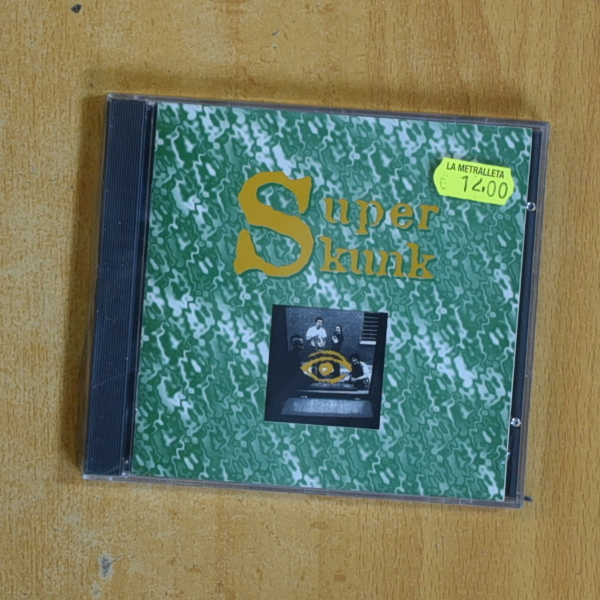 Super
Skunk
LA METRALLETA
€ 12,00